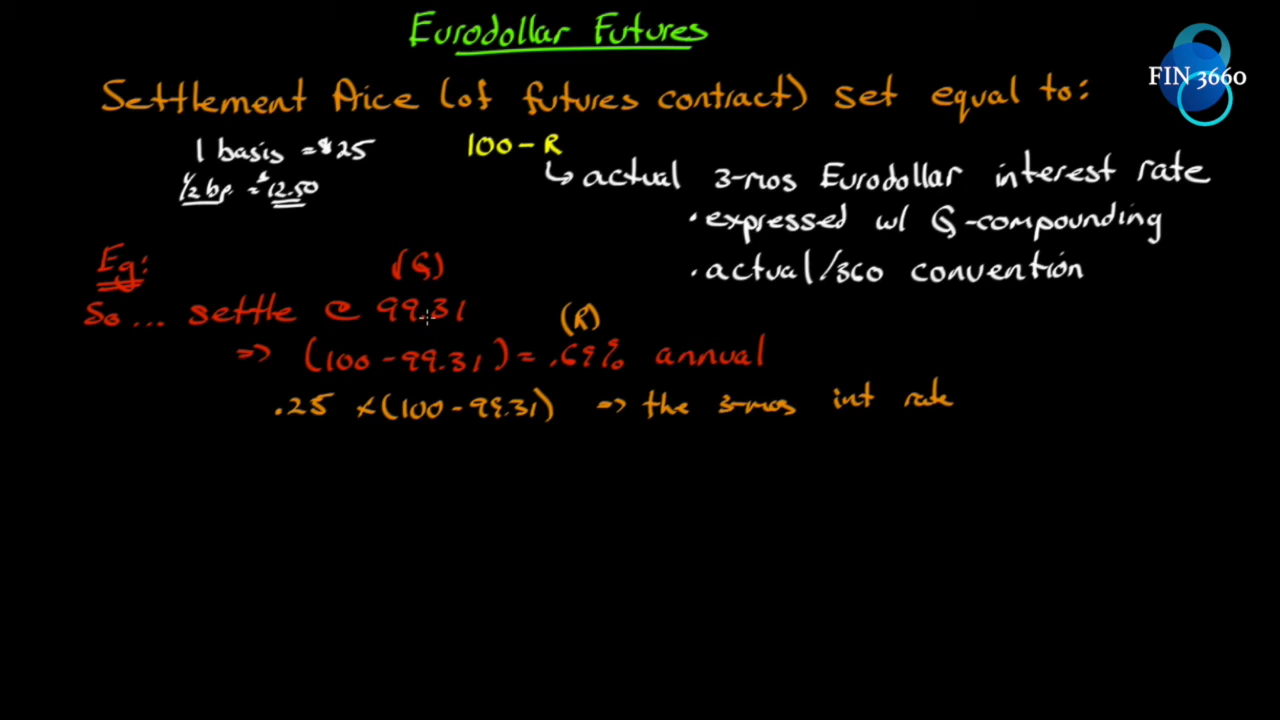 Eurodollar Futures
FIN 3660
Settlement Price (of futures contract) set equal to:
1 basis = $25
100 - R
½ bp = $12.50
↳ actual 3-mos Eurodollar interest rate
• expressed w/ Q-compounding
• actual/360 convention
Eg:
(Q)
So... settle @ 99.31
(R)
=> (100 - 99.31) = .69% annual
.25 x (100 - 99.31) => the 3-mos int rate